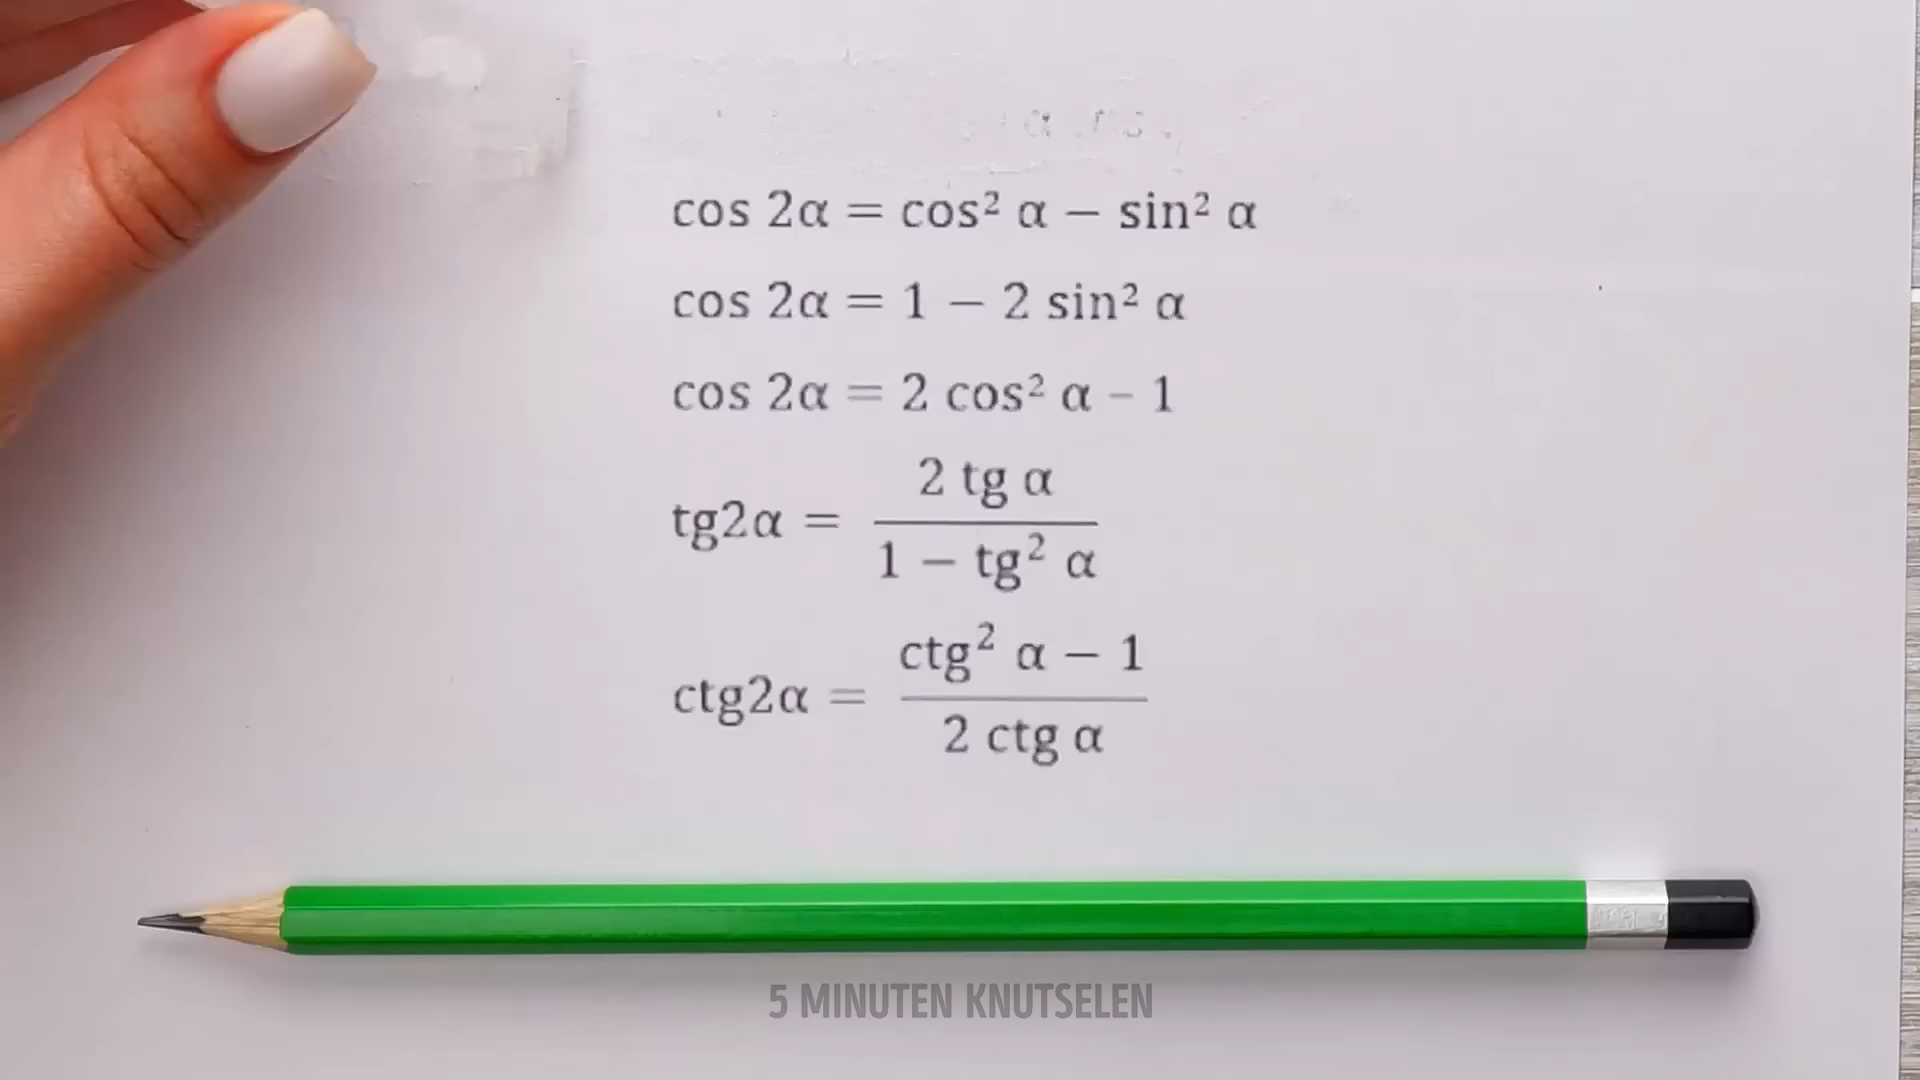 cos 2α = cos² α − sin² α
cos 2α = 1 − 2 sin² α
cos 2α = 2 cos² α − 1
tg2α = 2 tg α / 1 − tg² α
ctg2α = ctg² α − 1 / 2 ctg α
5 MINUTEN KNUTSELEN